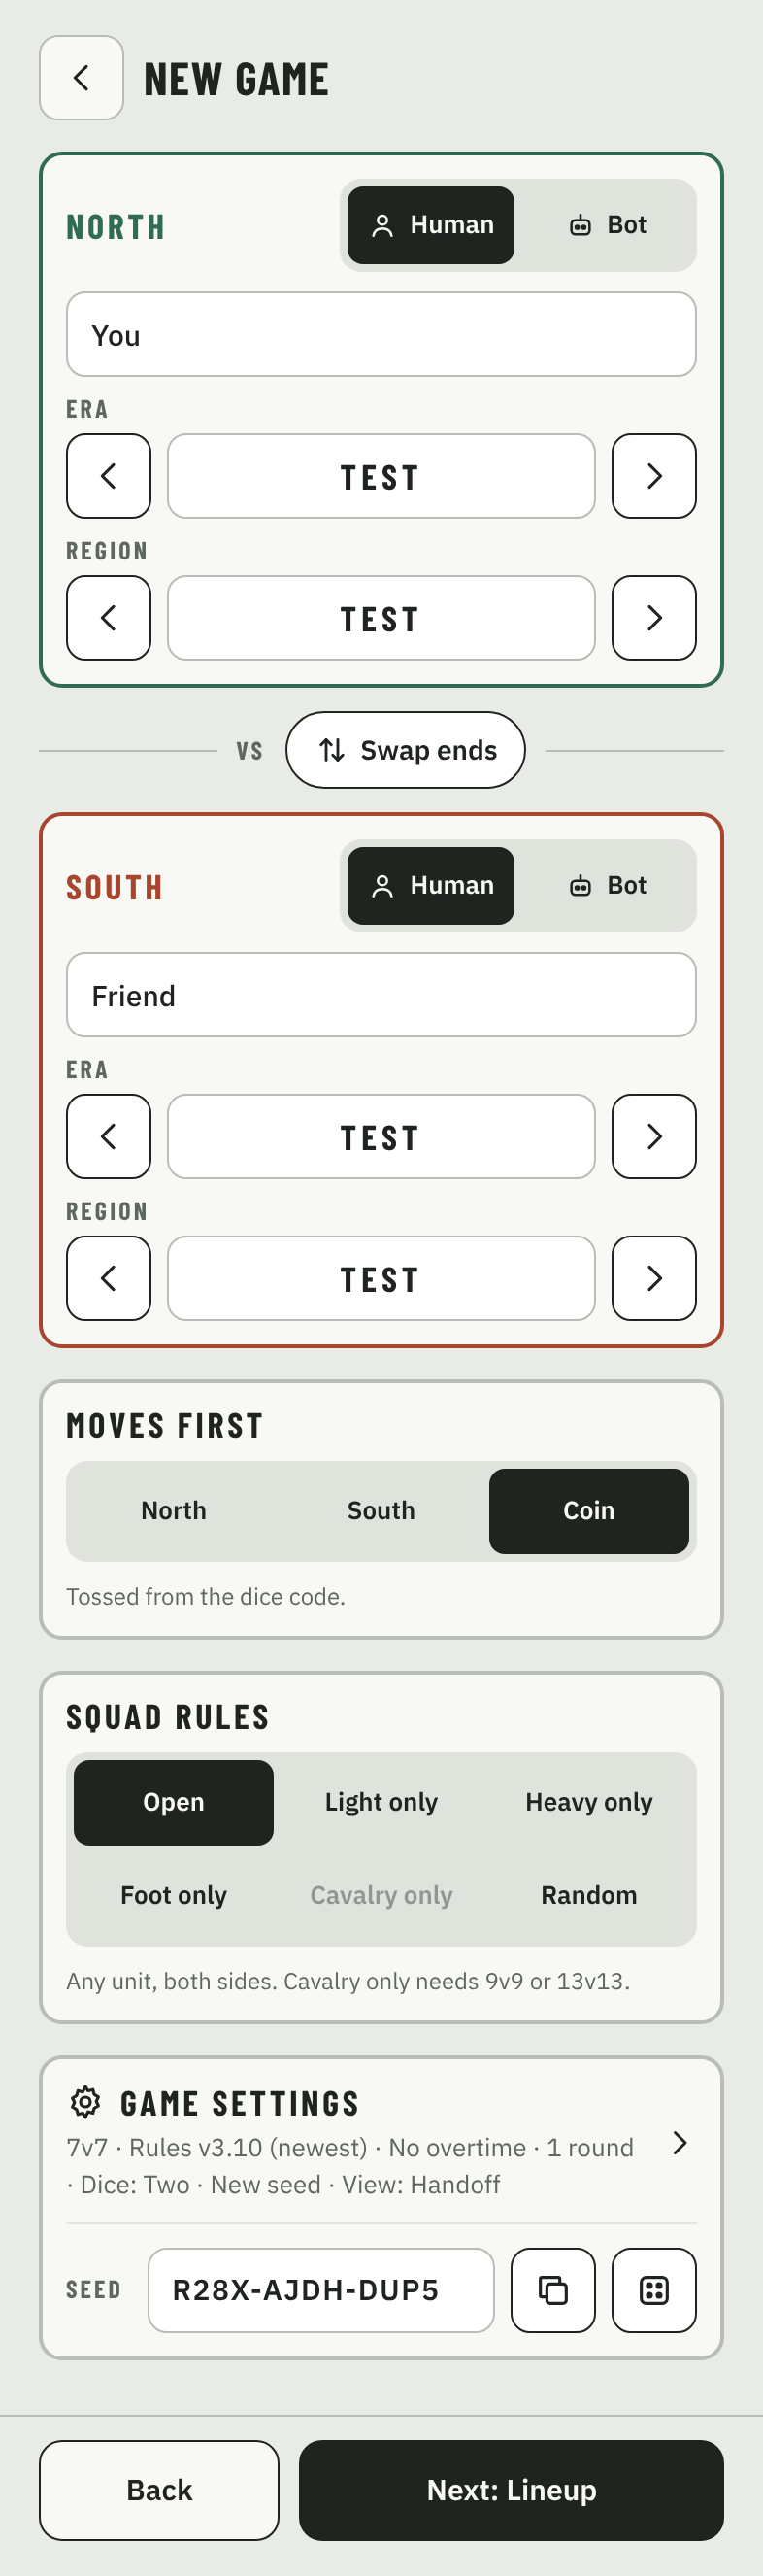 NEW GAME
NORTH
Human
Bot
You
ERA
TEST
REGION
TEST
VS
Swap ends
SOUTH
Human
Bot
Friend
ERA
TEST
REGION
TEST
MOVES FIRST
North
South
Coin
Tossed from the dice code.
SQUAD RULES
Open
Light only
Heavy only
Foot only
Cavalry only
Random
Any unit, both sides. Cavalry only needs 9v9 or 13v13.
GAME SETTINGS
7v7 · Rules v3.10 (newest) · No overtime · 1 round
· Dice: Two · New seed · View: Handoff
SEED
R28X-AJDH-DUP5
Back
Next: Lineup